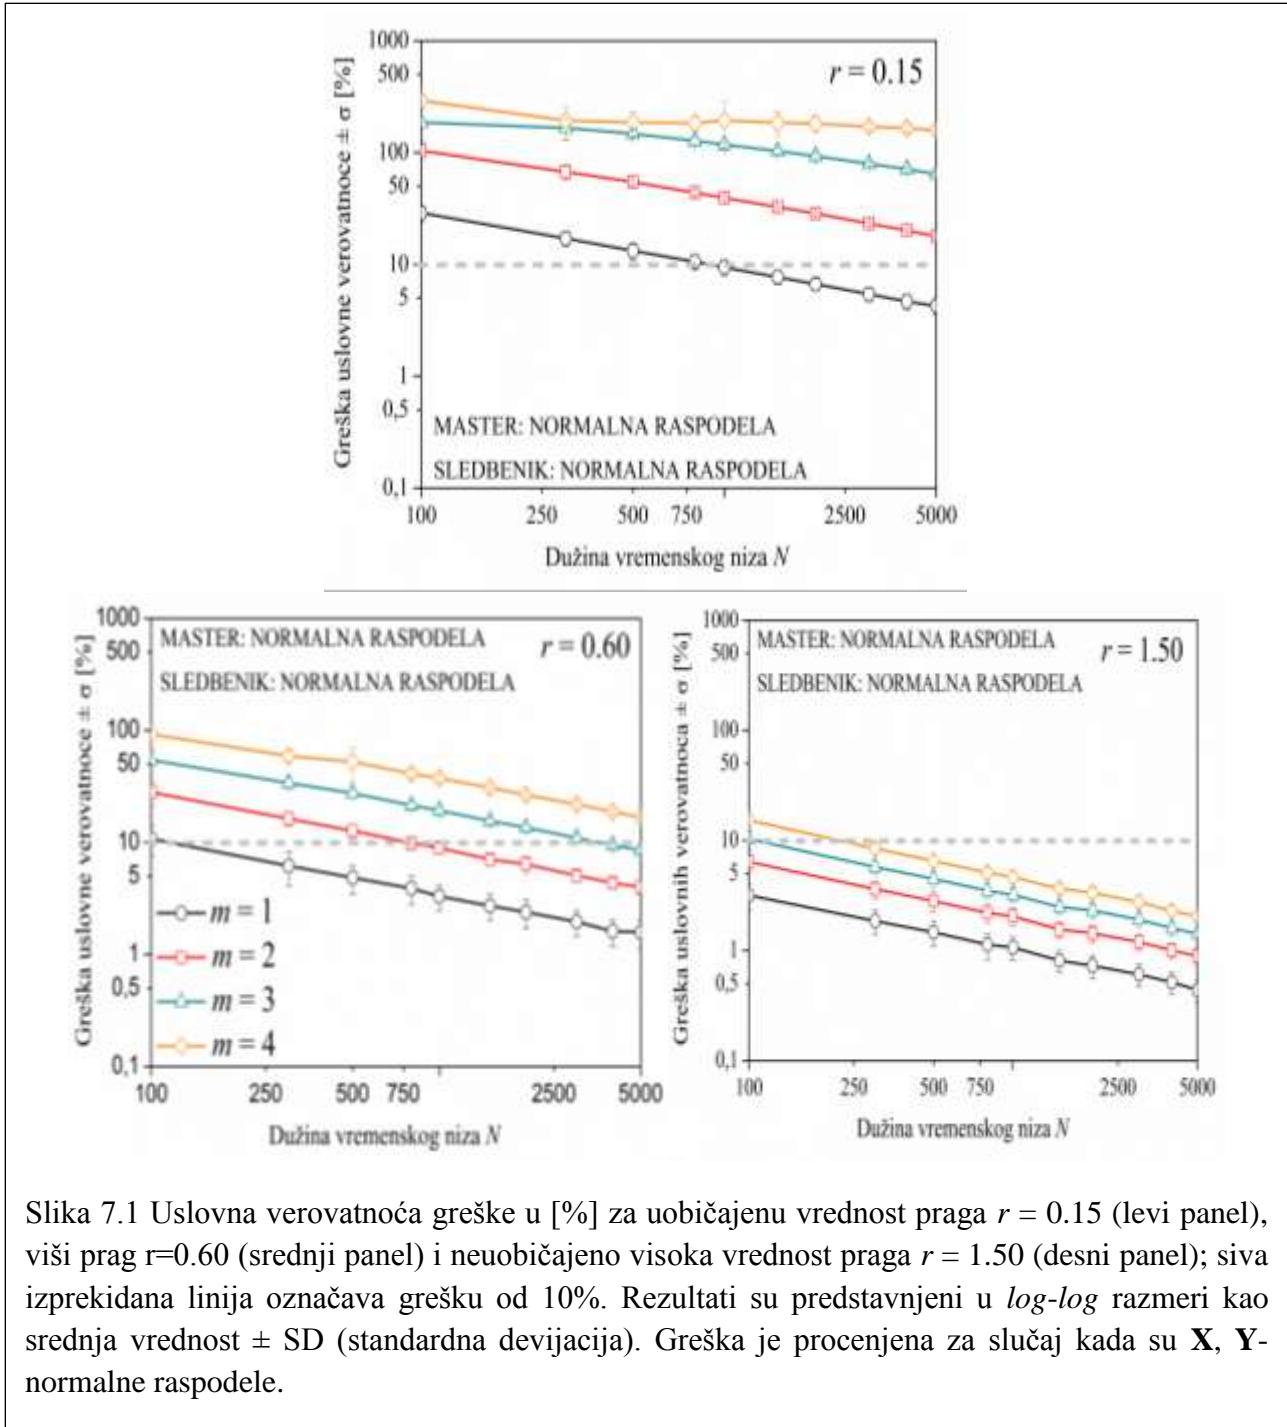 1000
500
100
50
10
5
1
0,5
0,1
Greška uslovne verovatnoce ± σ [%]
r = 0.15
MASTER: NORMALNA RASPODELA
SLEDBENIK: NORMALNA RASPODELA
100 250 500 750 2500 5000
Dužina vremenskog niza N
1000
500
100
50
10
5
1
0,5
0,1
Greška uslovne verovatnoce ± σ [%]
MASTER: NORMALNA RASPODELA
r = 0.60
SLEDBENIK: NORMALNA RASPODELA
m = 1
m = 2
m = 3
m = 4
100 250 500 750 2500 5000
Dužina vremenskog niza N
1000
500
100
50
10
5
1
0,5
0,1
Greška uslovnih verovatnoca ± σ [%]
MASTER: NORMALNA RASPODELA
r = 1.50
SLEDBENIK: NORMALNA RASPODELA
100 250 500 750 2500 5000
Dužina vremenskog niza N
Slika 7.1 Uslovna verovatnoća greške u [%] za uobičajenu vrednost praga r = 0.15 (levi panel),
viši prag r=0.60 (srednji panel) i neuobičajeno visoka vrednost praga r = 1.50 (desni panel); siva
izprekidana linija označava grešku od 10%. Rezultati su predstavnjeni u log-log razmeri kao
srednja vrednost ± SD (standardna devijacija). Greška je procenjena za slučaj kada su X, Y-
normalne raspodele.